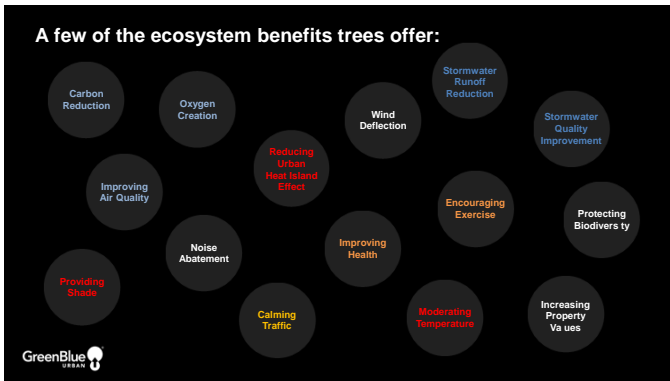 A few of the ecosystem benefits trees offer:
Carbon
Reduction
Oxygen
Creation
Wind
Deflection
Stormwater
Runoff
Reduction
Stormwater
Quality
Improvement
Reducing
Urban
Heat Island
Effect
Improving
Air Quality
Encouraging
Exercise
Protecting
Biodivers ty
Noise
Abatement
Improving
Health
Providing
Shade
Calming
Traffic
Moderating
Temperature
Increasing
Property
Va ues
GreenBlue
URBAN